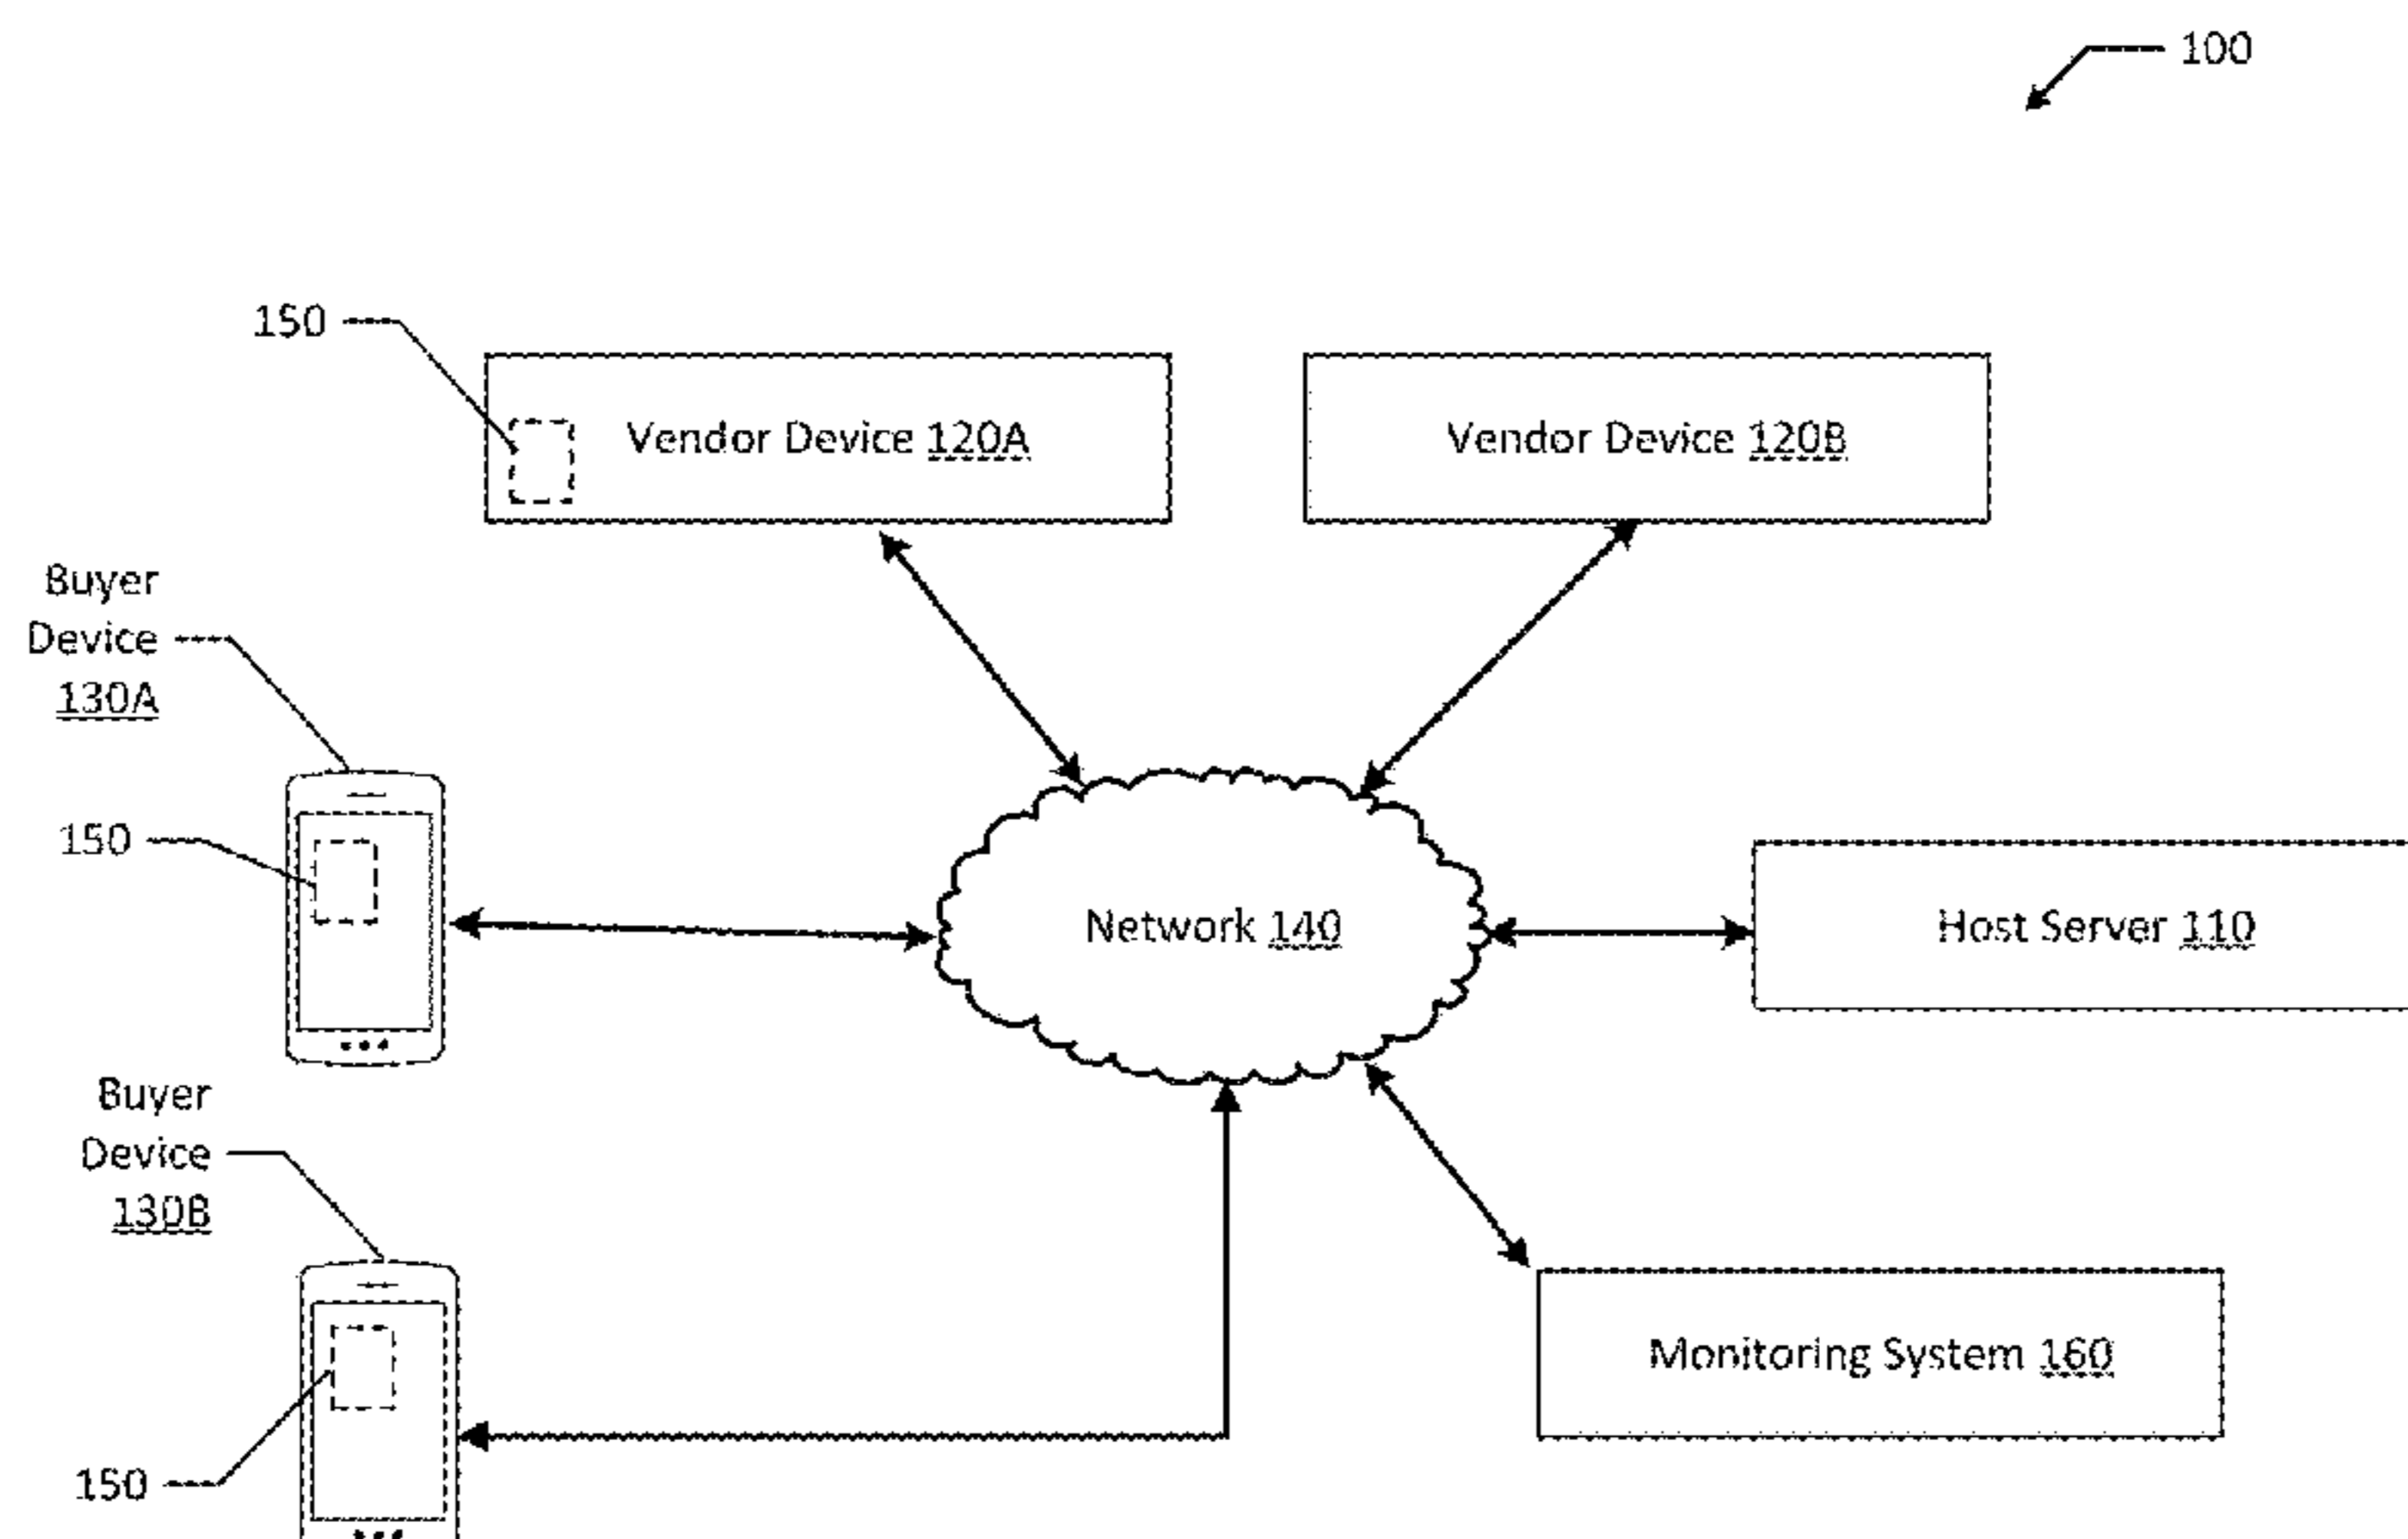 100
150
Vendor Device 120A
Vendor Device 120B
Buyer
Device
130A
150
Network 140
Host Server 110
Buyer
Device
130B
Monitoring System 160
150